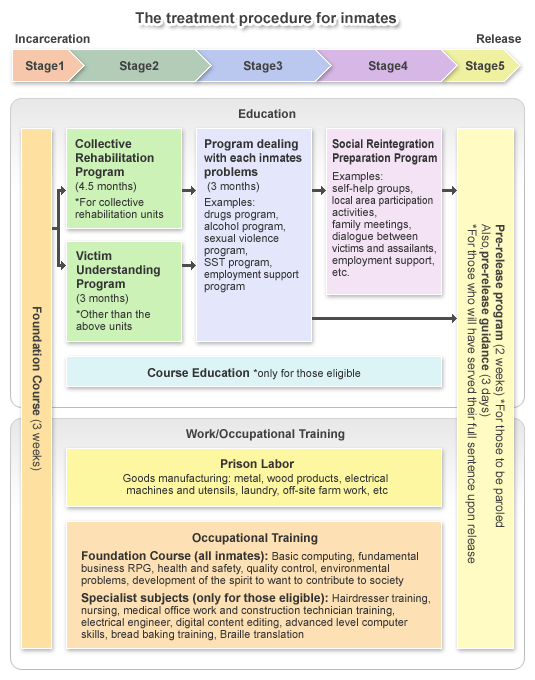 The treatment procedure for inmates
Incarceration
Release
Stage1
Stage2
Stage3
Stage4
Stage5
Education
Foundation Course (3 weeks)
Collective
Rehabilitation
Program
(4.5 months)
*For collective
rehabilitation units
Victim
Understanding
Program
(3 months)
*Other than the
above units
Program dealing
with each inmates
problems
(3 months)
Examples:
drugs program,
alcohol program,
sexual violence
program,
SST program,
employment support
program
Social Reintegration
Preparation Program
Examples:
self-help groups,
local area participation
activities,
family meetings,
dialogue between
victims and assailants,
employment support,
etc.
Pre-release program (2 weeks) *For those to be paroled
Also, pre-release guidance (3 days)
*For those who will have served their full sentence upon release
Course Education *only for those eligible
Work/Occupational Training
Prison Labor
Goods manufacturing: metal, wood products, electrical
machines and utensils, laundry, off-site farm work, etc
Occupational Training
Foundation Course (all inmates): Basic computing, fundamental
business RPG, health and safety, quality control, environmental
problems, development of the spirit to want to contribute to society
Specialist subjects (only for those eligible): Hairdresser training,
nursing, medical office work and construction technician training,
electrical engineer, digital content editing, advanced level computer
skills, bread baking training, Braille translation